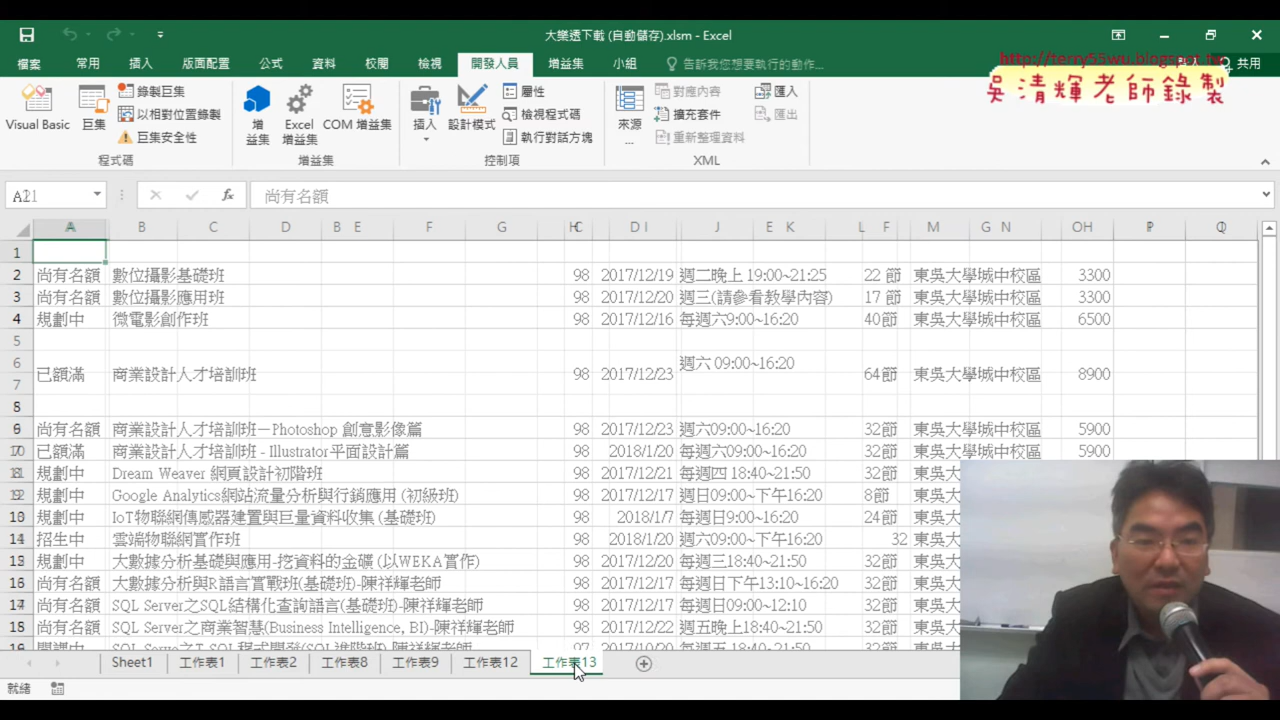 大樂透下載 (自動儲存).xlsm - Excel
http://terry55wu.blogspot.tw
吳清輝老師錄製
檔案 常用 插入 版面配置 公式 資料 校閱 檢視 開發人員 增益集 小組 告訴我您想要執行的動作... 共用
Visual Basic 巨集 錄製巨集 以相對位置錄製 巨集安全性 程式碼
增益集 Excel 增益集 COM 增益集 增益集
插入 設計模式 屬性 檢視程式碼 執行對話方塊 控制項
來源 ... 對應內容 擴充套件 重新整理資料 匯入 匯出 XML
fx 尚有名額
1
2 尚有名額 數位攝影基礎班 98 2017/12/19 週二晚上 19:00~21:25 22 節 東吳大學城中校區 3300
3 尚有名額 數位攝影應用班 98 2017/12/20 週三(請參看教學內容) 17 節 東吳大學城中校區 3300
4 規劃中 微電影創作班 98 2017/12/16 每週六9:00~16:20 40節 東吳大學城中校區 6500
5
6 週六 09:00~16:20
7 已額滿 商業設計人才培訓班 98 2017/12/23 64節 東吳大學城中校區 8900
8
尚有名額 商業設計人才培訓班－Photoshop 創意影像篇 98 2017/12/23 週六09:00~16:20 32節 東吳大學城中校區 5900
已額滿 商業設計人才培訓班 - Illustrator平面設計篇 98 2018/1/20 每週六09:00~16:20 32節 東吳大學城中校區 5900
規劃中 Dream Weaver 網頁設計初階班 98 2017/12/21 每週四 18:40~21:50 32節
規劃中 Google Analytics網站流量分析與行銷應用 (初級班) 98 2017/12/17 週日09:00~下午16:20 8節
規劃中 IoT物聯網傳感器建置與巨量資料收集 (基礎班) 98 2018/1/7 每週日9:00~16:20 24節
招生中 雲端物聯網實作班 98 2018/1/20 週六09:00~下午16:20 32
規劃中 大數據分析基礎與應用-挖資料的金礦 (以WEKA實作) 98 2017/12/20 每週三18:40~21:50 32節
尚有名額 大數據分析與R語言實戰班(基礎班)-陳祥輝老師 98 2017/12/17 每週日下午13:10~16:20 32節
尚有名額 SQL Server之SQL結構化查詢語言(基礎班)-陳祥輝老師 98 2017/12/17 每週日09:00~12:10 32節
尚有名額 SQL Server之商業智慧(Business Intelligence, BI)-陳祥輝老師 98 2017/12/22 週五晚上18:40~21:50 32節
Sheet1 工作表1 工作表2 工作表8 工作表9 工作表12 工作表13
就緒